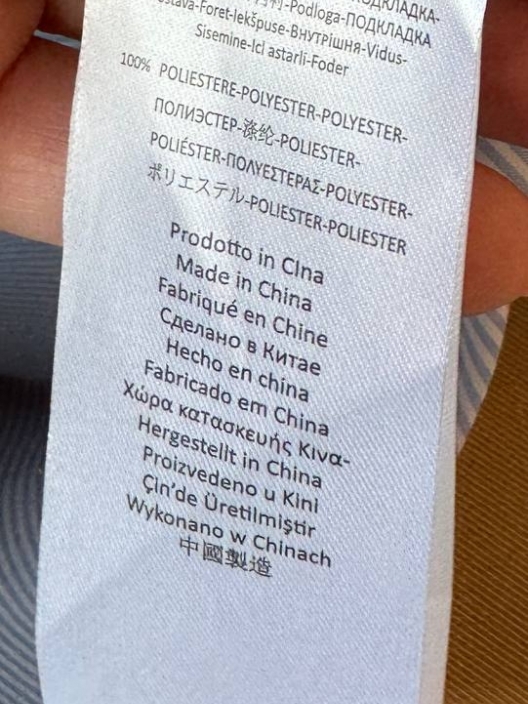 -Podloga-ПОДКЛАДКА
-Foret-Iekšpuse-Внутрішня-Vidus-
Sisemine-Ici astarli-Foder
100% POLIESTERE-POLYESTER-POLYESTER-
ПОЛИЭСТЕР-涤纶-POLIESTER-
POLIÉSTER-ΠΟΛΥΕΣΤΕΡΑΣ-POLYESTER-
ポリエステル-POLIESTER-POLIESTER
Prodotto in CIna
Made in China
Fabriqué en Chine
Сделано в Китае
Hecho en china
Fabricado em China
Χώρα κατασκευής Κινα-
Hergestellt in China
Proizvedeno u Kini
Çin'de Üretilmiştir
Wykonano w Chinach
中國製造